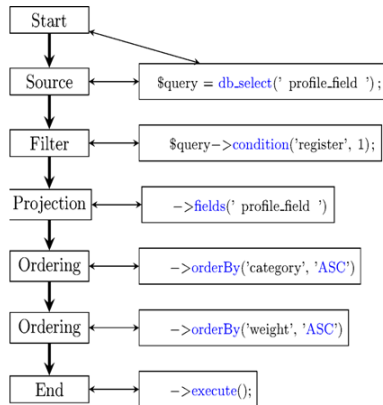 Start
Source
$query = db_select(' profile_field ');
Filter
$query->condition('register', 1);
Projection
->fields(' profile_field ')
Ordering
->orderBy('category', 'ASC')
Ordering
->orderBy('weight', 'ASC')
End
->execute();